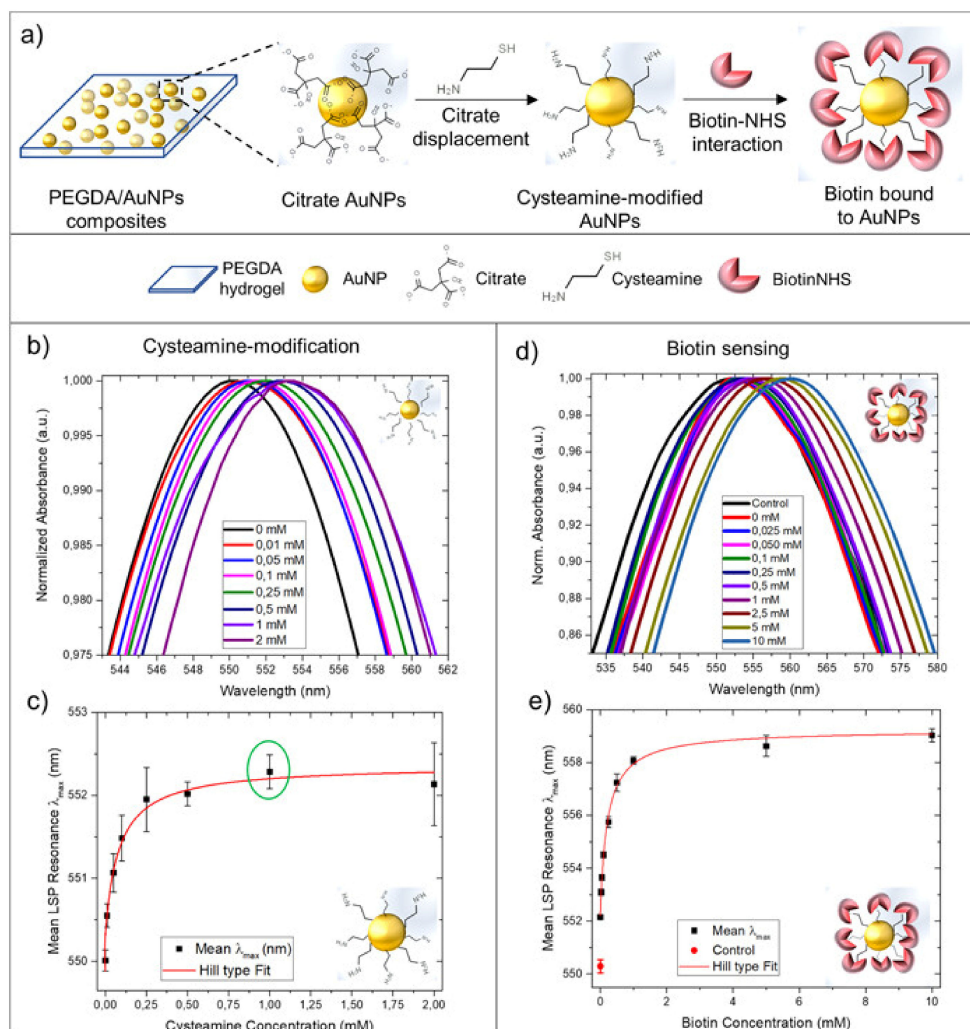 a)
SH
H₂N
Citrate
displacement
Biotin-NHS
interaction
PEGDA/AuNPs
composites
Citrate AuNPs
Cysteamine-modified
AuNPs
Biotin bound
to AuNPs
PEGDA
hydrogel
AuNP
Citrate
SH
H₂N
Cysteamine
BiotinNHS
b)
Cysteamine-modification
1,000
0,995
0,990
0,985
0,980
0,975
Normalized Absorbance (a.u.)
0 mM
0,01 mM
0,05 mM
0,1 mM
0,25 mM
0,5 mM
1 mM
2 mM
544 546 548 550 552 554 556 558 560 562
Wavelength (nm)
d)
Biotin sensing
1,00
0,98
0,96
0,94
0,92
0,90
0,88
0,86
Norm. Absorbance (a.u.)
Control
0 mM
0,025 mM
0,050 mM
0,1 mM
0,25 mM
0,5 mM
1 mM
2,5 mM
5 mM
10 mM
535 540 545 550 555 560 565 570 575 580
Wavelength (nm)
c)
553
552
551
550
Mean LSP Resonance λmax (nm)
Mean λmax (nm)
Hill type Fit
0,00 0,25 0,50 0,75 1,00 1,25 1,50 1,75 2,00
Cysteamine Concentration (mM)
e)
560
558
556
554
552
550
Mean LSP Resonance λmax (nm)
Mean λmax
Control
Hill type Fit
0 2 4 6 8 10
Biotin Concentration (mM)